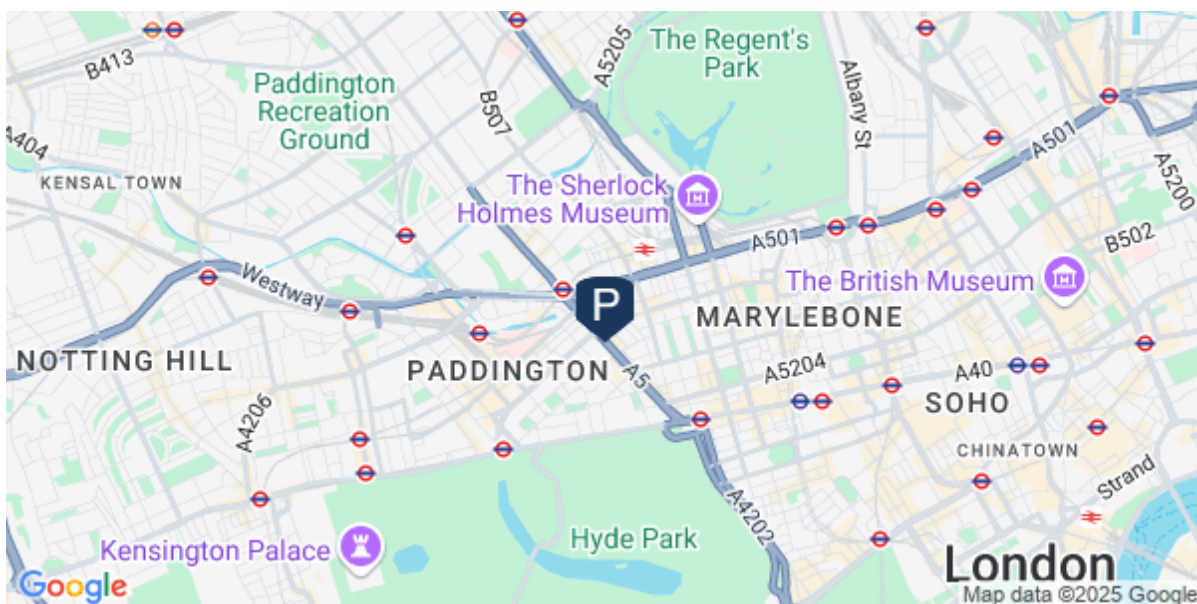 The Regent's
Park
A5205
B413
Paddington
Recreation
Ground
B507
Albany St
A404
A501
KENSAL TOWN
A5200
The Sherlock
Holmes Museum
A501
B502
Westway
The British Museum
P
MARYLEBONE
NOTTING HILL
PADDINGTON
A5
A5204
A40
SOHO
A4206
CHINATOWN
Strand
A4202
Kensington Palace
Hyde Park
London
Google
Map data ©2025 Google